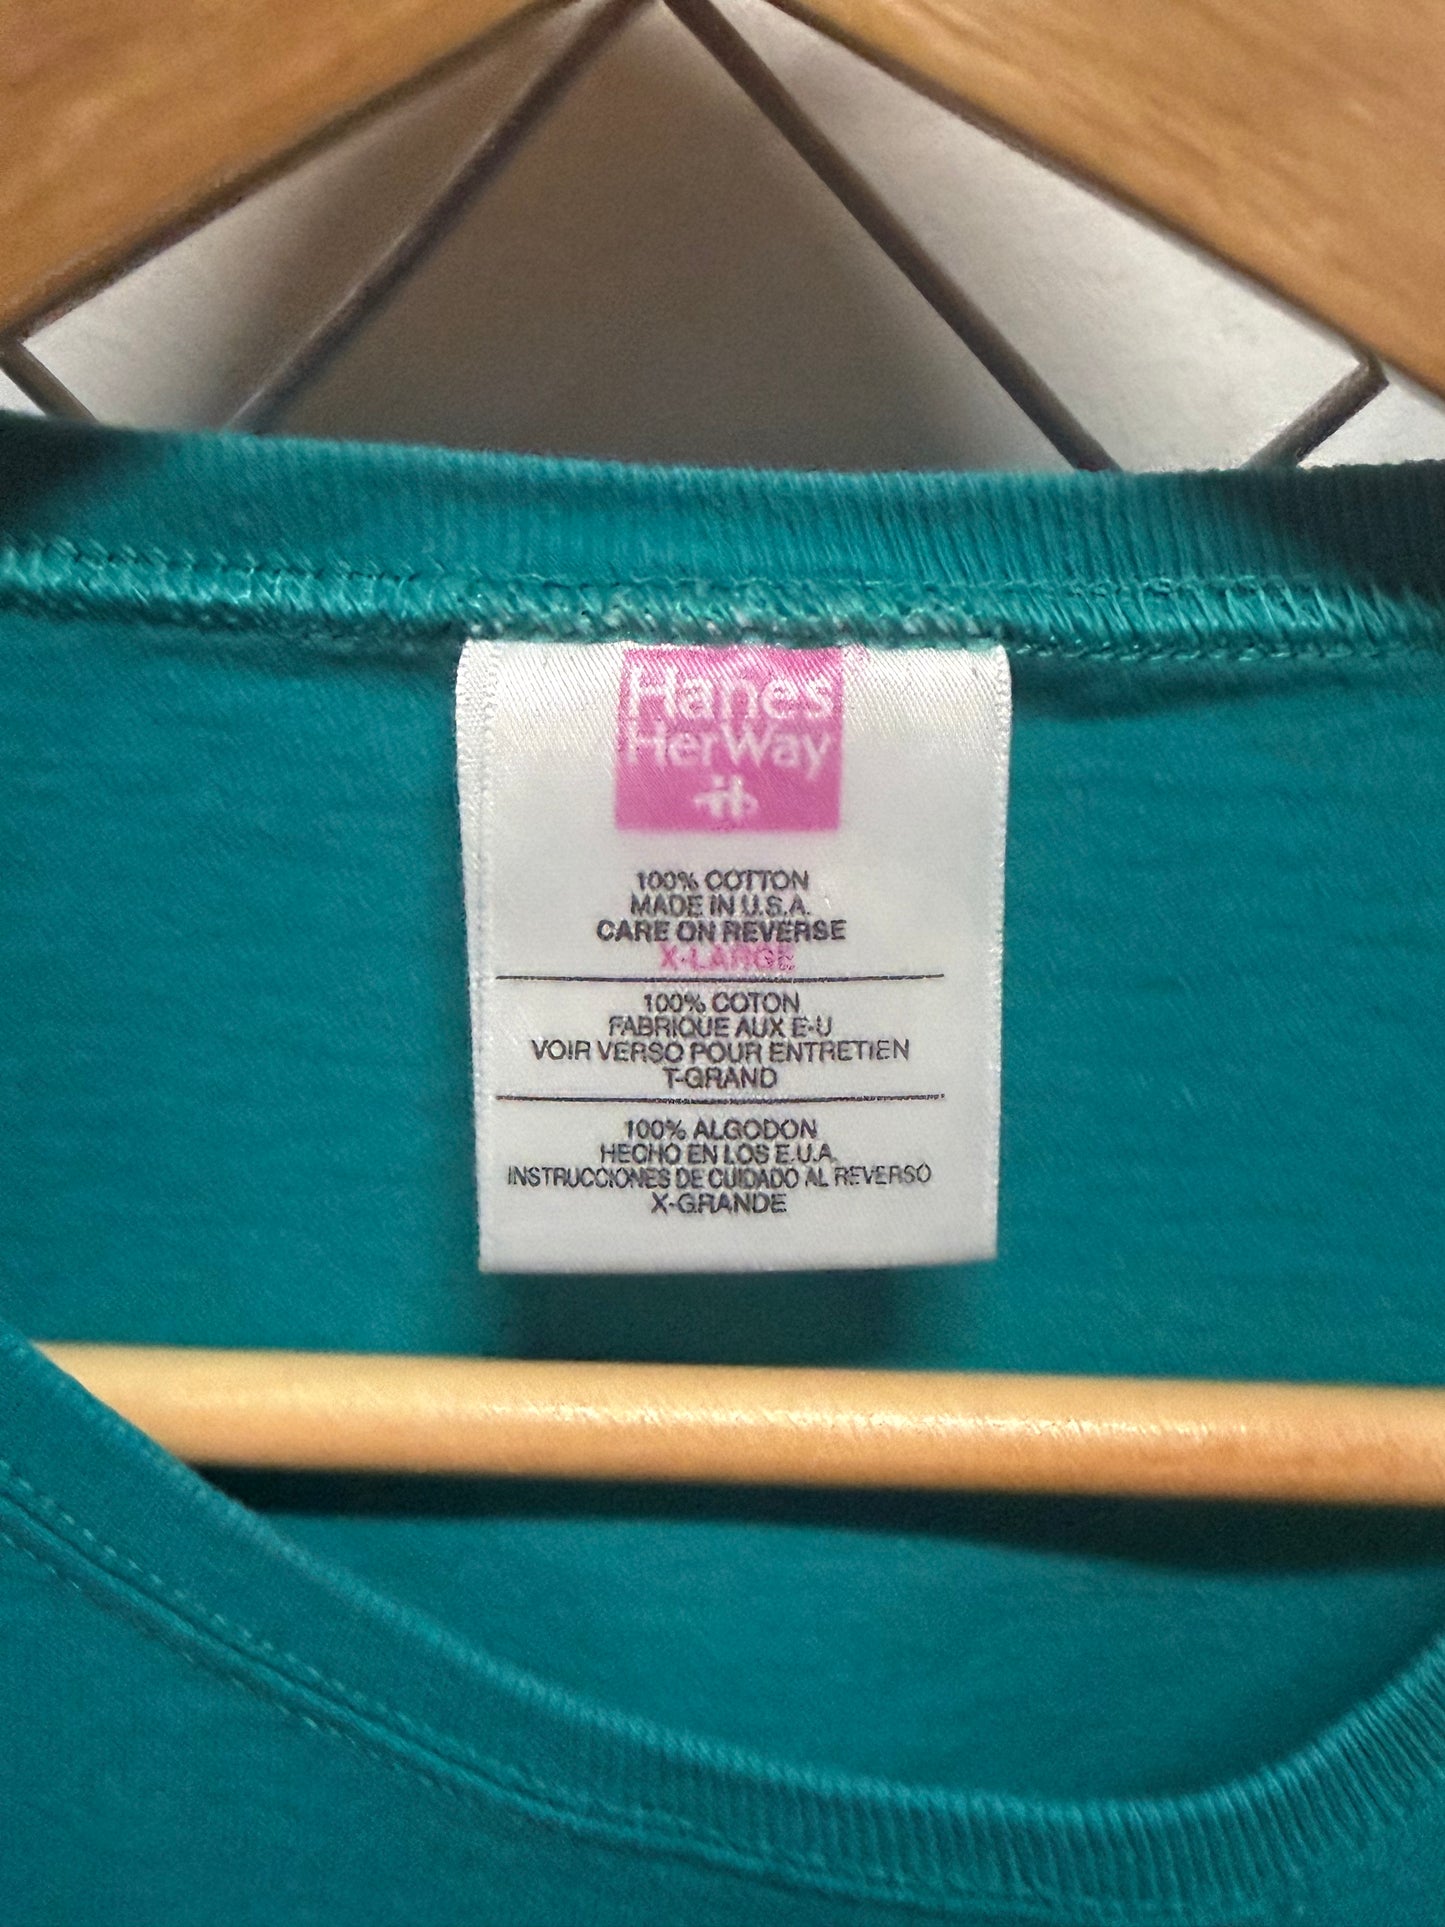 Hanes
HerWay
100% COTTON
MADE IN U.S.A.
CARE ON REVERSE
X-LARGE
100% COTON
FABRIQUE AUX E-U
VOIR VERSO POUR ENTRETIEN
T-GRAND
100% ALGODON
HECHO EN LOS E.U.A.
INSTRUCCIONES DE CUIDADO AL REVERSO
X-GRANDE